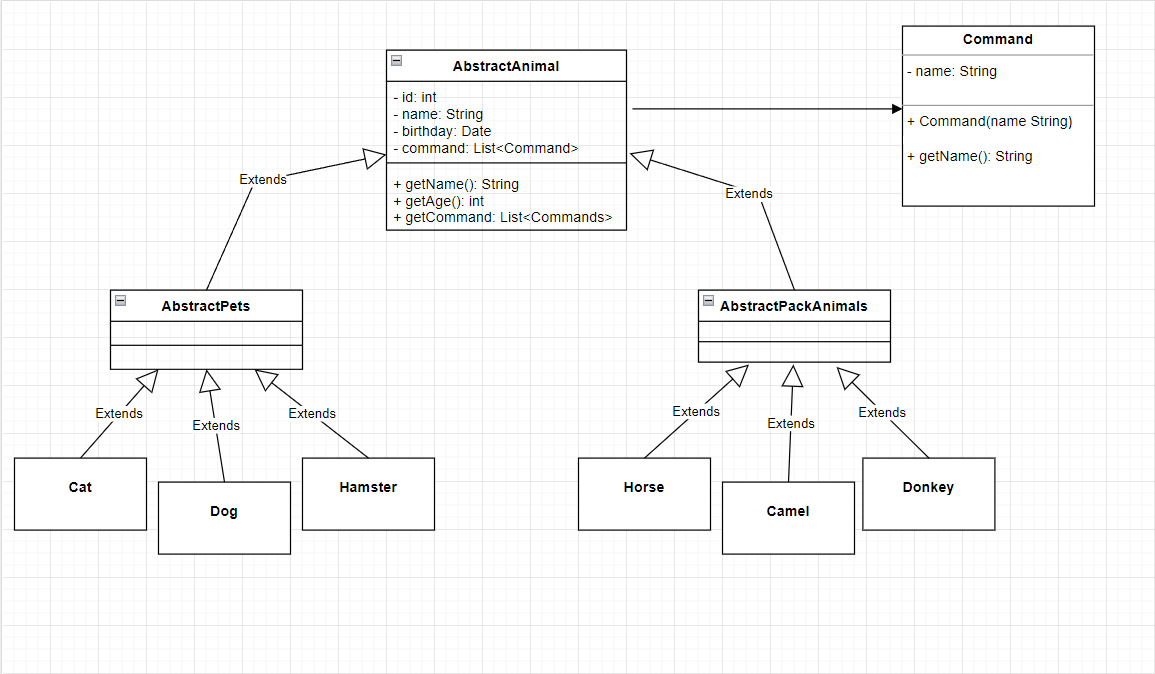 Command
- name: String
+ Command(name String)
+ getName(): String
AbstractAnimal
- id: int
- name: String
- birthday: Date
- command: List<Command>
+ getName(): String
+ getAge(): int
+ getCommand: List<Commands>
Extends
Extends
AbstractPets
AbstractPackAnimals
Extends
Extends
Extends
Extends
Extends
Extends
Cat
Dog
Hamster
Horse
Camel
Donkey